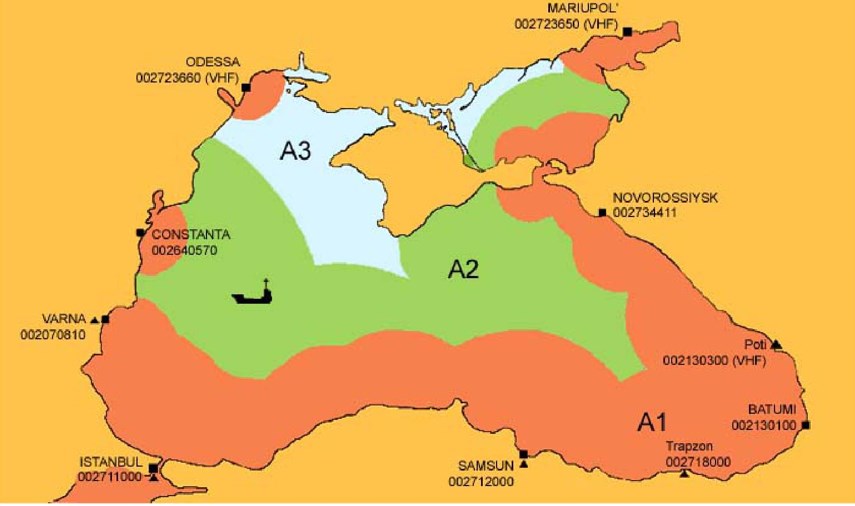 MARIUPOL'
002723650 (VHF)
ODESSA
002723660 (VHF)
A3
NOVOROSSIYSK
002734411
CONSTANTA
002640570
A2
VARNA
002070810
Poti
002130300 (VHF)
BATUMI
002130100
A1
Trapzon
002718000
ISTANBUL
002711000
SAMSUN
002712000